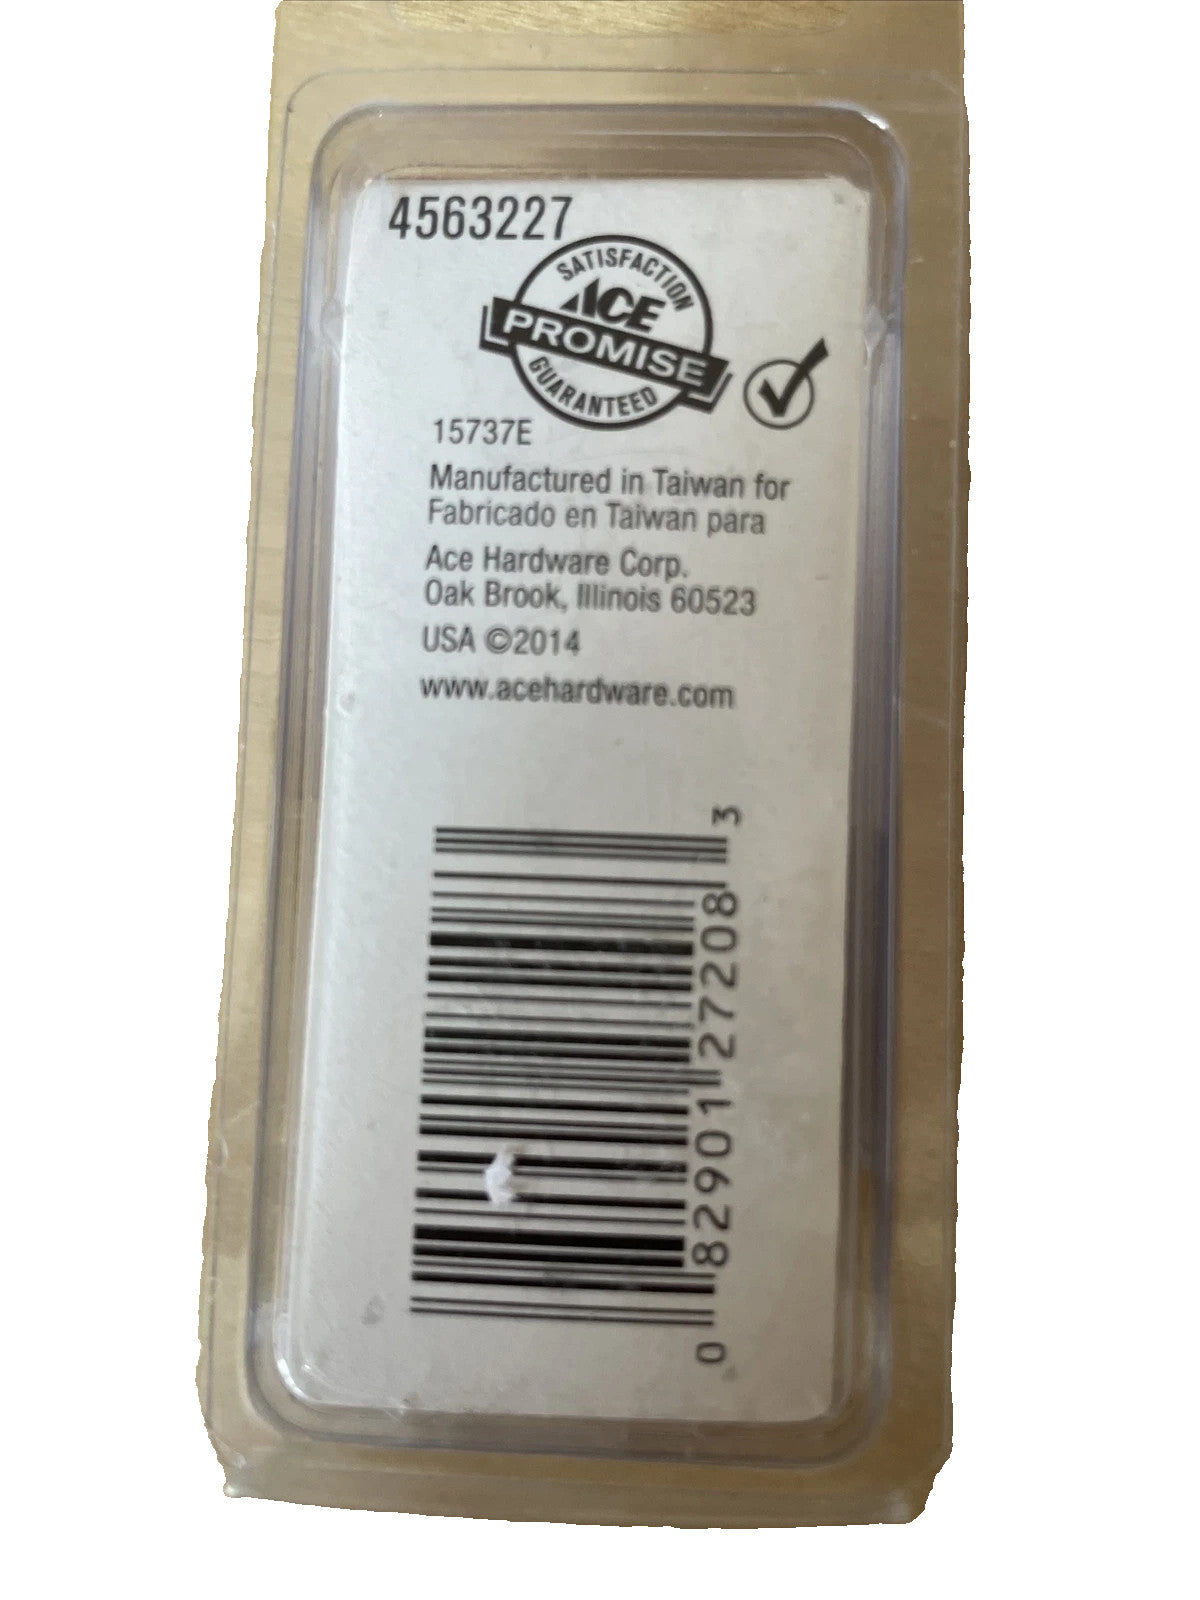 4563227
SATISFACTION
ACE
PROMISE
GUARANTEED
15737E
Manufactured in Taiwan for
Fabricado en Taiwan para
Ace Hardware Corp.
Oak Brook, Illinois 60523
USA ©2014
www.acehardware.com
0 82901 27208 3